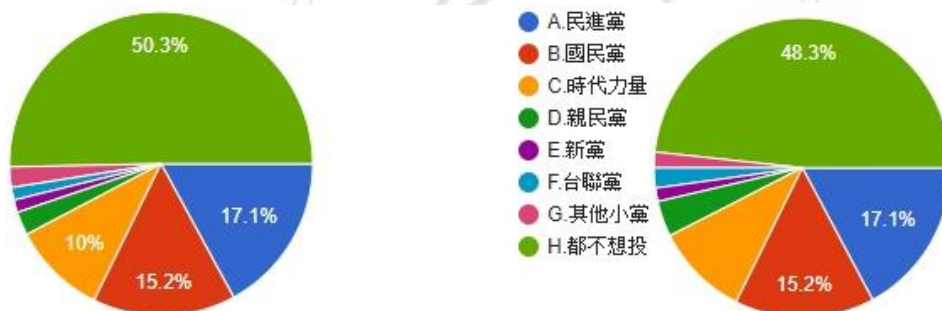 50.3%
17.1%
10%
15.2%
A.民進黨
B.國民黨
C.時代力量
D.親民黨
E.新黨
F.台聯黨
G.其他小黨
H.都不想投
48.3%
17.1%
15.2%